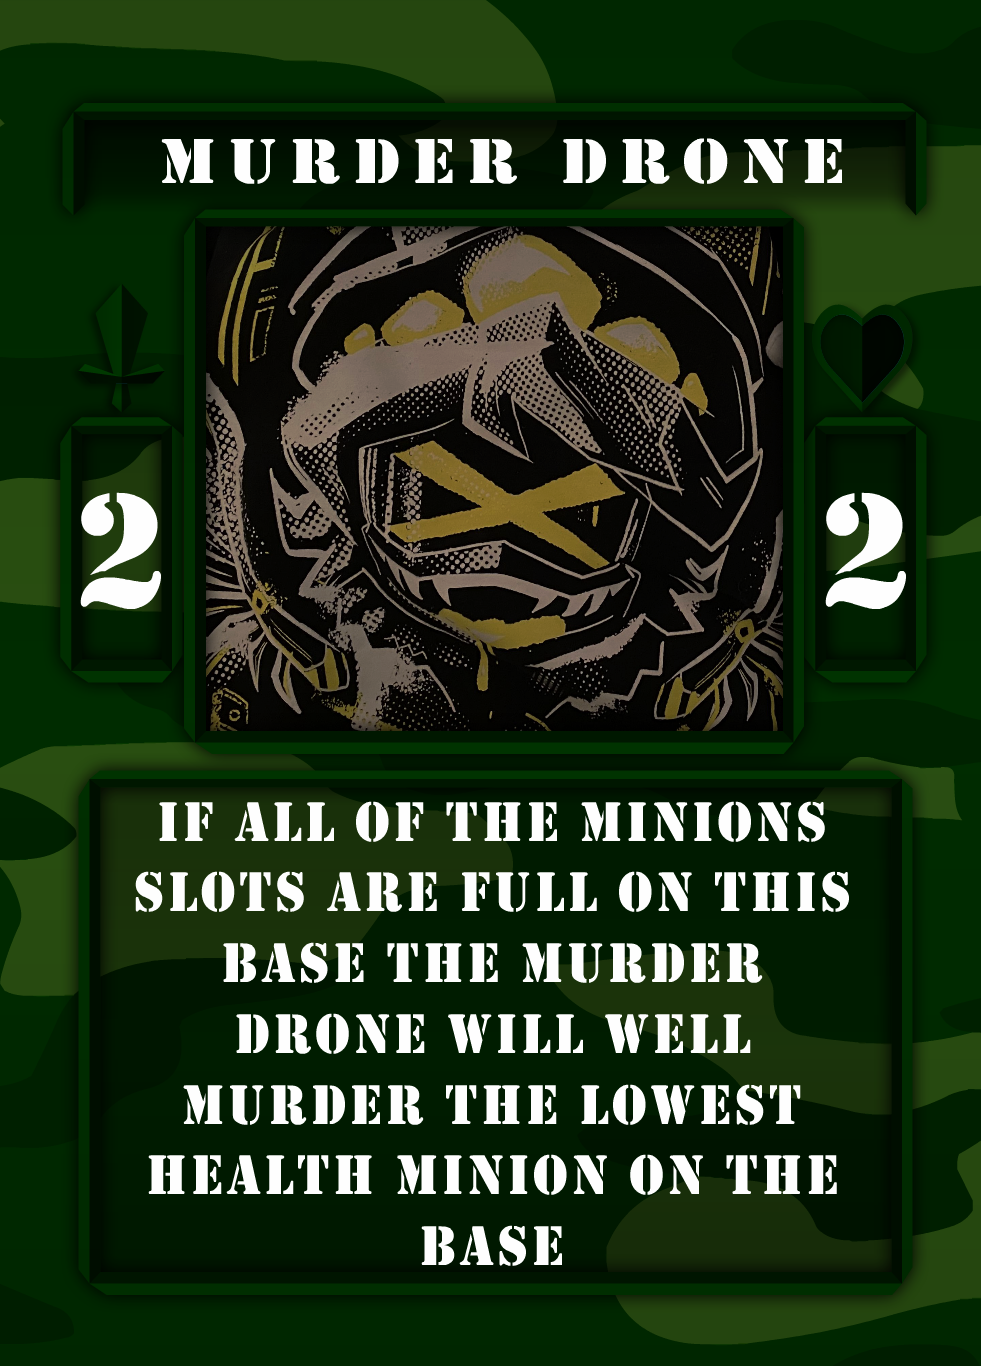 MURDER DRONE
2
2
IF ALL OF THE MINIONS
SLOTS ARE FULL ON THIS
BASE THE MURDER
DRONE WILL WELL
MURDER THE LOWEST
HEALTH MINION ON THE
BASE